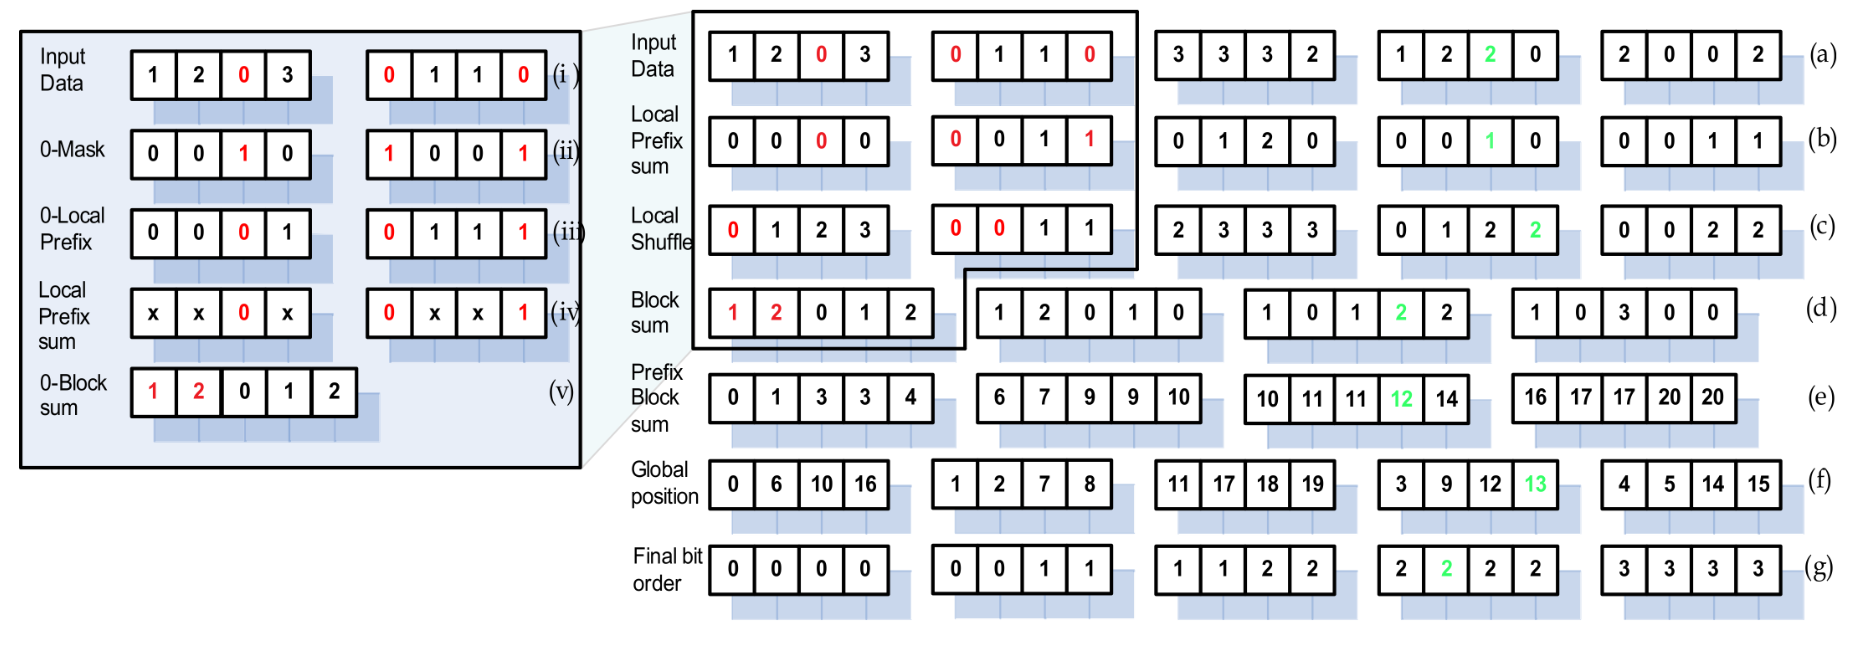 Input
Data
1 2 0 3 0 1 1 0 (i)
0-Mask
0 0 1 0 1 0 0 1 (ii)
0-Local
Prefix
0 0 0 1 0 1 1 1 (iii)
Local
Prefix
sum
x x 0 x 0 x x 1 (iv)
0-Block
sum
1 2 0 1 2 (v)
Input
Data
1 2 0 3 0 1 1 0 3 3 3 2 1 2 2 0 2 0 0 2 (a)
Local
Prefix
sum
0 0 0 0 0 0 1 1 0 1 2 0 0 0 1 0 0 0 1 1 (b)
Local
Shuffle
0 1 2 3 0 0 1 1 2 3 3 3 0 1 2 2 0 0 2 2 (c)
Block
sum
1 2 0 1 2 1 2 0 1 0 1 0 1 2 2 1 0 3 0 0 (d)
Prefix
Block
sum
0 1 3 3 4 6 7 9 9 10 10 11 11 12 14 16 17 17 20 20 (e)
Global
position
0 6 10 16 1 2 7 8 11 17 18 19 3 9 12 13 4 5 14 15 (f)
Final bit
order
0 0 0 0 0 0 1 1 1 1 2 2 2 2 2 2 3 3 3 3 (g)